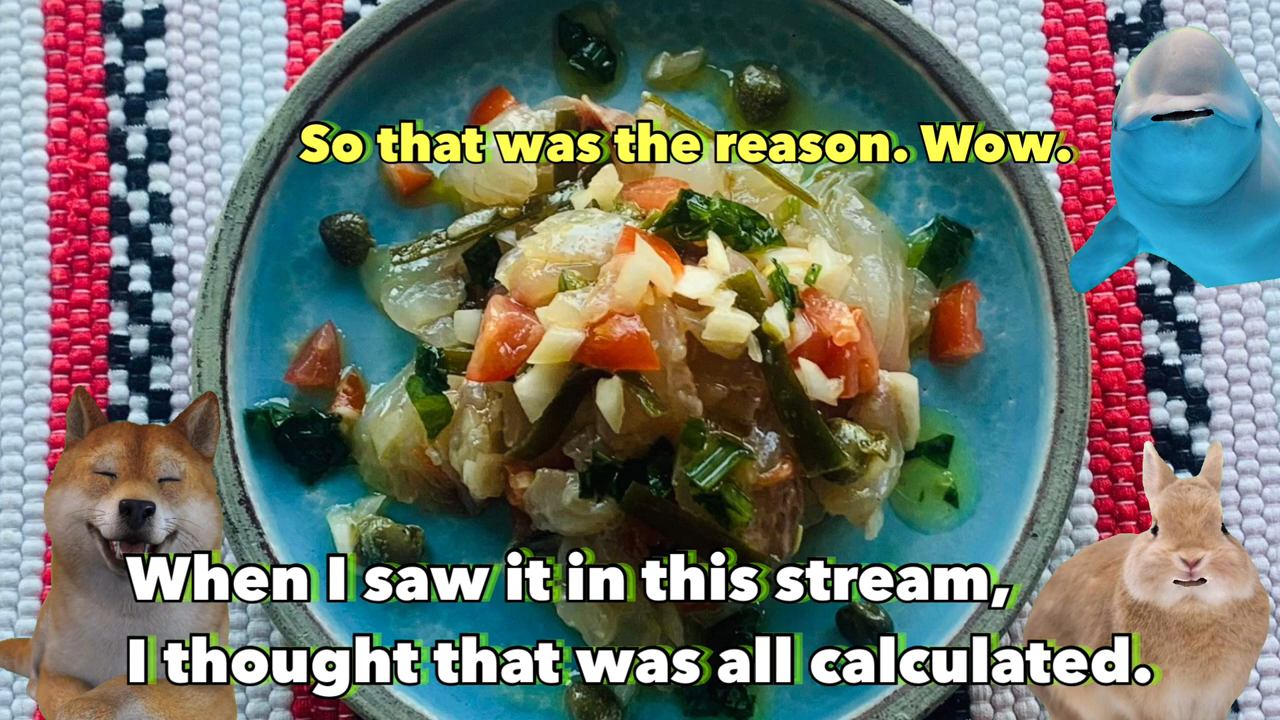 So that was the reason. Wow.
When I saw it in this stream,
I thought that was all calculated.